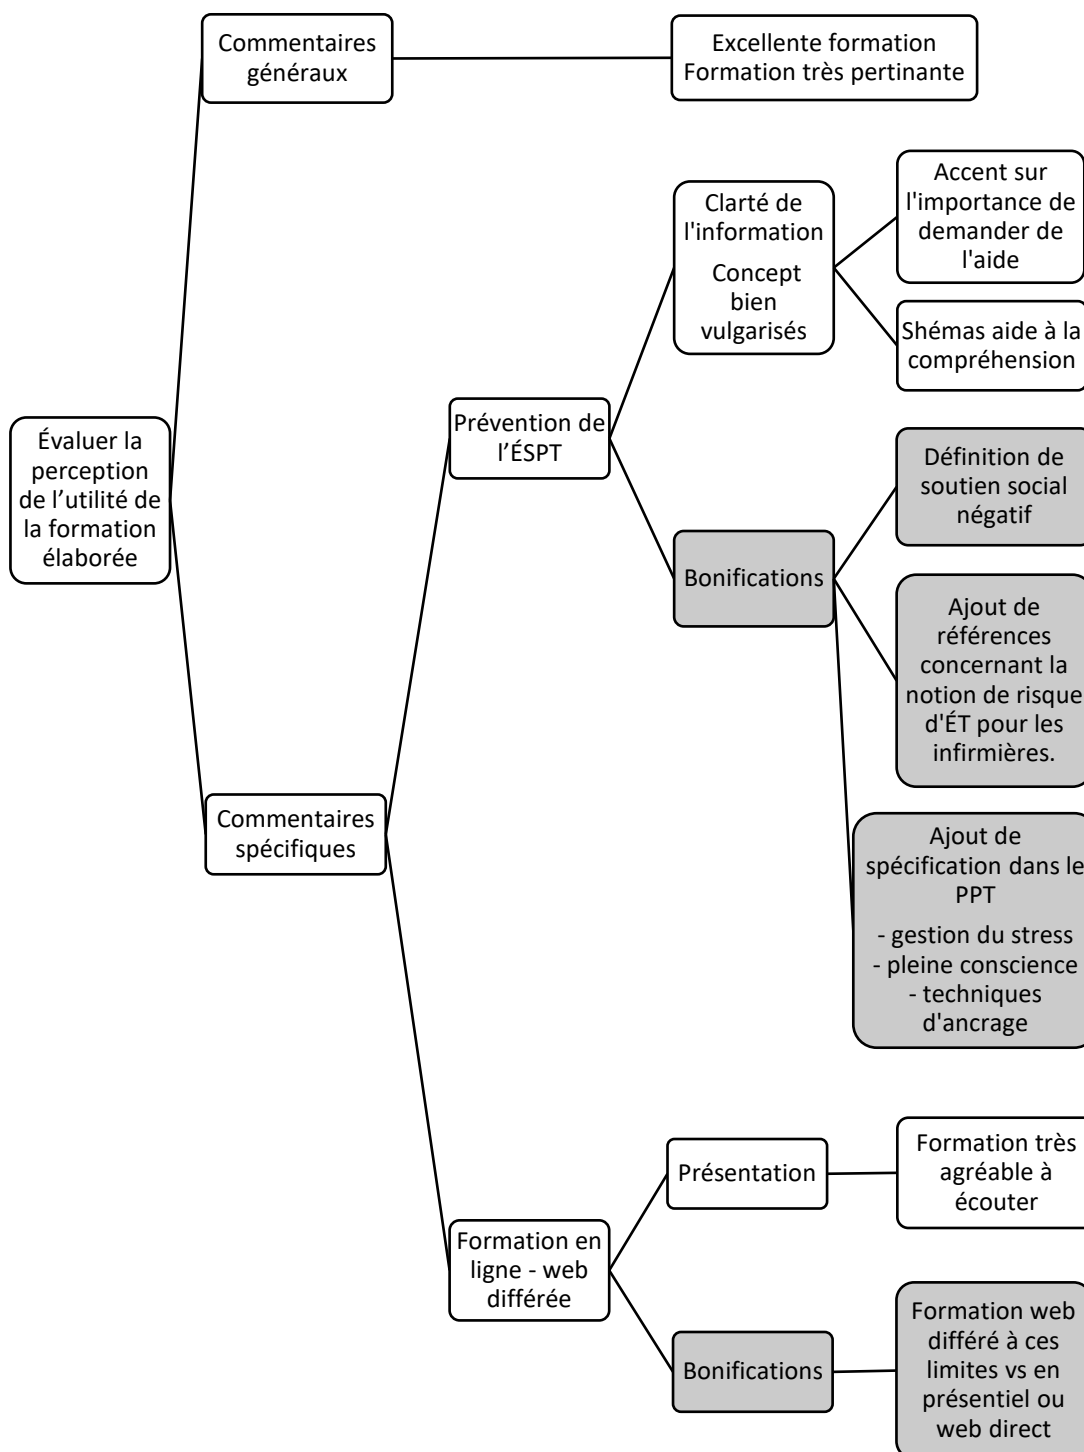 Commentaires
généraux
Excellente formation
Formation très pertinante
Clarté de
l'information
Concept
bien
vulgarisés
Accent sur
l'importance de
demander de
l'aide
Shémas aide à la
compréhension
Évaluer la
perception
de l’utilité de
la formation
élaborée
Prévention de
l’ÉSPT
Définition de
soutien social
négatif
Bonifications
Ajout de
références
concernant la
notion de risque
d'ÉT pour les
infirmières.
Commentaires
spécifiques
Ajout de
spécification dans le
PPT
- gestion du stress
- pleine conscience
- techniques
d'ancrage
Présentation
Formation très
agréable à
écouter
Formation en
ligne - web
différée
Bonifications
Formation web
différé à ces
limites vs en
présentiel ou
web direct